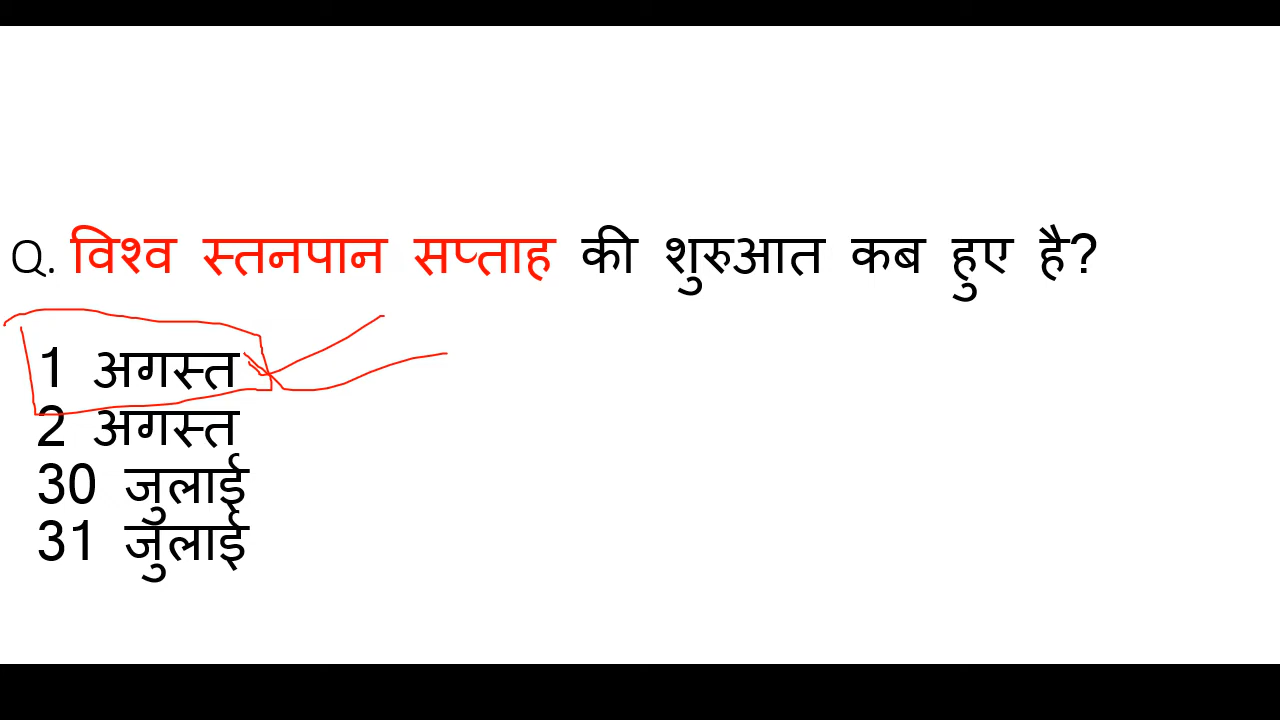 Q. विश्व स्तनपान सप्ताह की शुरुआत कब हुए है?
1 अगस्त
2 अगस्त
30 जुलाई
31 जुलाई